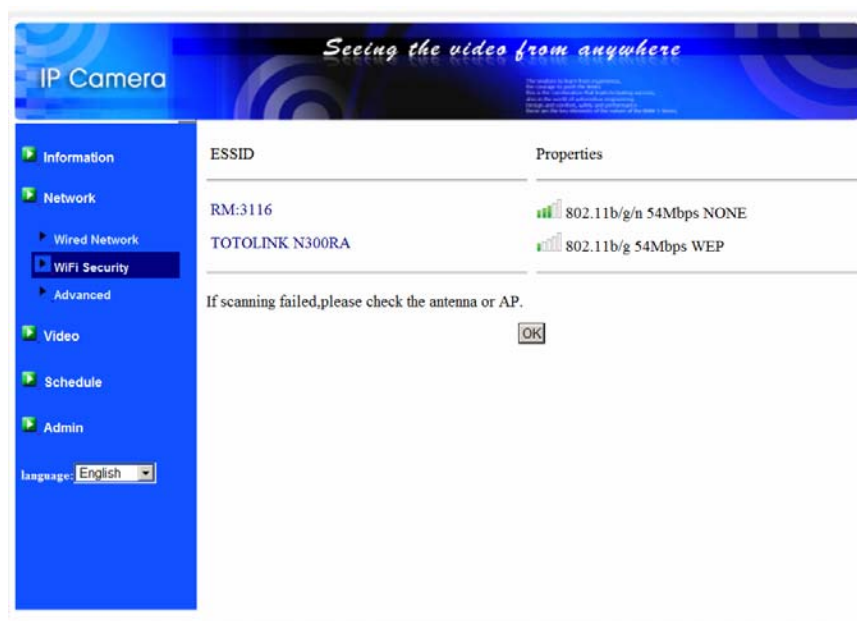 Seeing the video from anywhere
IP Camera
Information
Network
Wired Network
WiFi Security
Advanced
Video
Schedule
Admin
language: English
ESSID Properties
RM:3116 802.11b/g/n 54Mbps NONE
TOTOLINK N300RA 802.11b/g 54Mbps WEP
If scanning failed,please check the antenna or AP.
OK